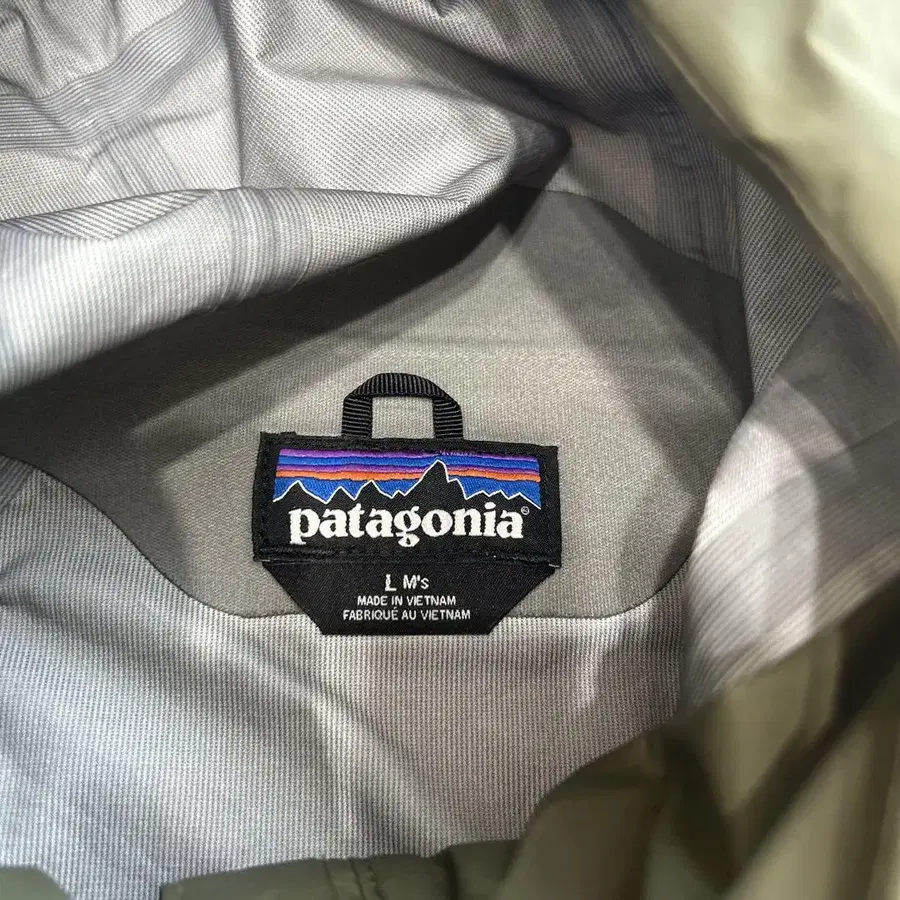 patagonia®
L M's
MADE IN VIETNAM
FABRIQUÉ AU VIETNAM